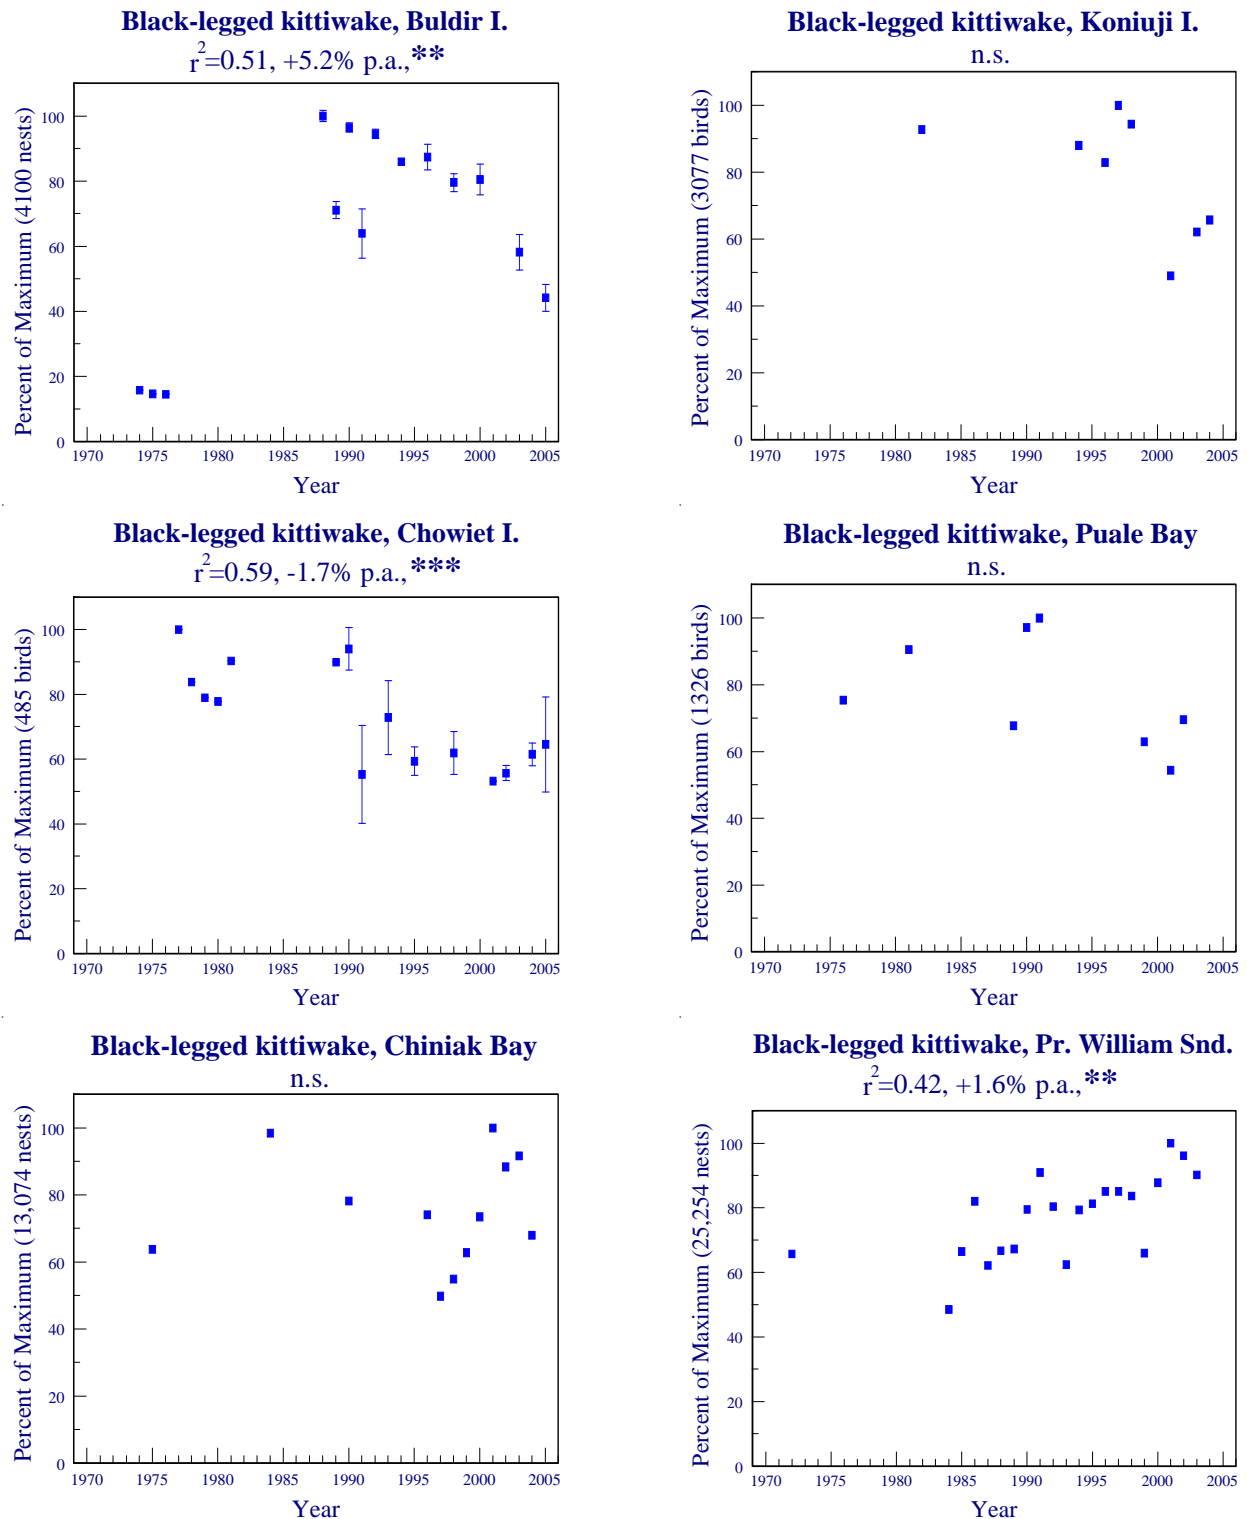 Black-legged kittiwake, Buldir I.
r²=0.51, +5.2% p.a.,**
Percent of Maximum (4100 nests)
100
80
60
40
20
0
1970 1975 1980 1985 1990 1995 2000 2005
Year
Black-legged kittiwake, Koniuji I.
n.s.
Percent of Maximum (3077 birds)
100
80
60
40
20
0
1970 1975 1980 1985 1990 1995 2000 2005
Year
Black-legged kittiwake, Chowiet I.
r²=0.59, -1.7% p.a.,***
Percent of Maximum (485 birds)
100
80
60
40
20
0
1970 1975 1980 1985 1990 1995 2000 2005
Year
Black-legged kittiwake, Puale Bay
n.s.
Percent of Maximum (1326 birds)
100
80
60
40
20
0
1970 1975 1980 1985 1990 1995 2000 2005
Year
Black-legged kittiwake, Chiniak Bay
n.s.
Percent of Maximum (13,074 nests)
100
80
60
40
20
0
1970 1975 1980 1985 1990 1995 2000 2005
Year
Black-legged kittiwake, Pr. William Snd.
r²=0.42, +1.6% p.a.,**
Percent of Maximum (25,254 nests)
100
80
60
40
20
0
1970 1975 1980 1985 1990 1995 2000 2005
Year